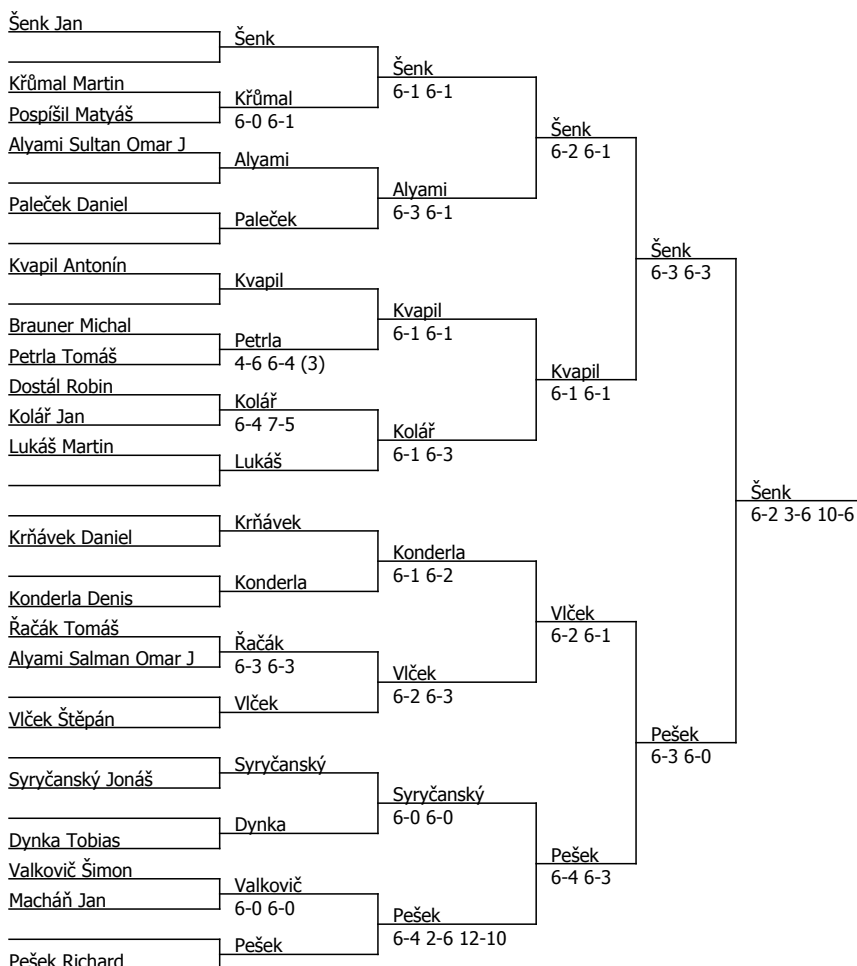 Šenk Jan
Šenk
Šenk
6-1 6-1
Křůmal Martin
Křůmal
6-0 6-1
Pospíšil Matyáš
Šenk
6-2 6-1
Alyami Sultan Omar J
Alyami
Alyami
6-3 6-1
Paleček Daniel
Paleček
Šenk
6-3 6-3
Kvapil Antonín
Kvapil
Kvapil
6-1 6-1
Brauner Michal
Petrla
4-6 6-4 (3)
Petrla Tomáš
Kvapil
6-1 6-1
Dostál Robin
Kolář
6-4 7-5
Kolář Jan
Kolář
6-1 6-3
Lukáš Martin
Lukáš
Šenk
6-2 3-6 10-6
Krňávek
Krňávek Daniel
Konderla
6-1 6-2
Konderla
Konderla Denis
Vlček
6-2 6-1
Řačák Tomáš
Řačák
6-3 6-3
Alyami Salman Omar J
Vlček
6-2 6-3
Vlček
Vlček Štěpán
Pešek
6-3 6-0
Syryčanský
Syryčanský Jonáš
Syryčanský
6-0 6-0
Dynka
Dynka Tobias
Pešek
6-4 6-3
Valkovič Šimon
Valkovič
6-0 6-0
Macháň Jan
Pešek
6-4 2-6 12-10
Pešek
Pešek Richard